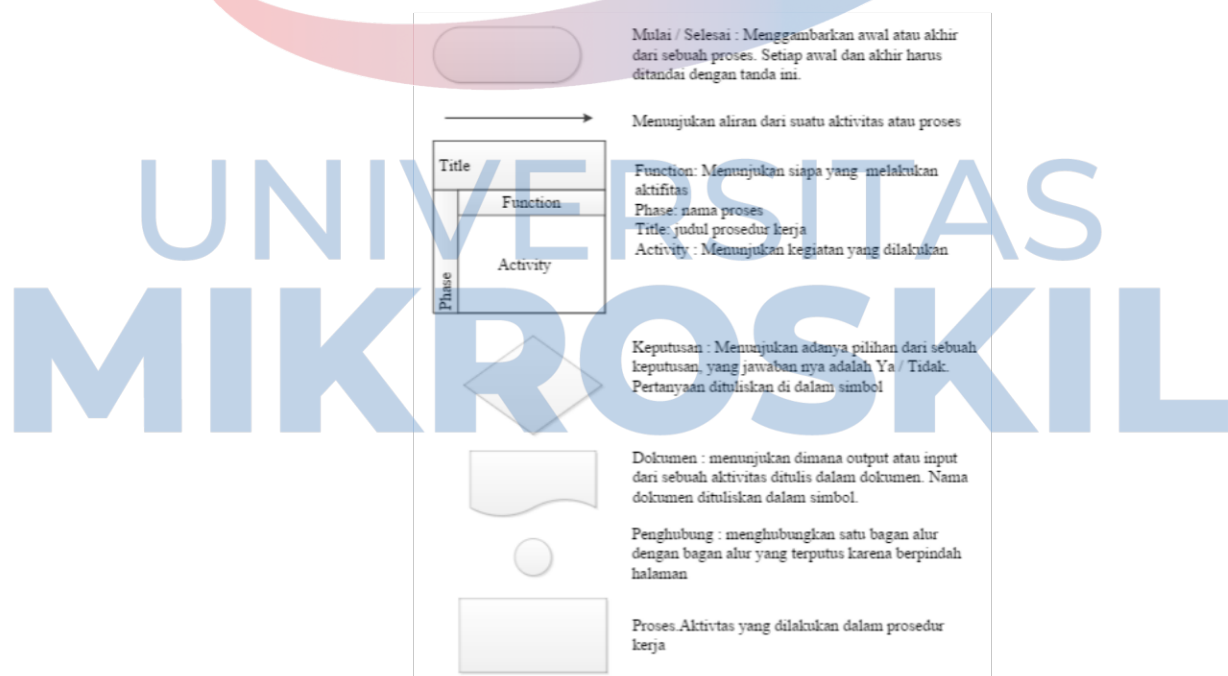 Mulai / Selesai : Menggambarkan awal atau akhir
dari sebuah proses. Setiap awal dan akhir harus
ditandai dengan tanda ini.
Menunjukan aliran dari suatu aktivitas atau proses
Title
Function
Activity
Phase
Function: Menunjukan siapa yang melakukan
aktifitas
Phase: nama proses
Title: judul prosedur kerja
Activity : Menunjukan kegiatan yang dilakukan
UNIVERSITAS
MIKROSKIL
Keputusan : Menunjukan adanya pilihan dari sebuah
keputusan, yang jawaban nya adalah Ya / Tidak.
Pertanyaan dituliskan di dalam simbol
Dokumen : menunjukan dimana output atau input
dari sebuah aktivitas ditulis dalam dokumen. Nama
dokumen dituliskan dalam simbol.
Penghubung : menghubungkan satu bagan alur
dengan bagan alur yang terputus karena berpindah
halaman
Proses.Aktivtas yang dilakukan dalam prosedur
kerja